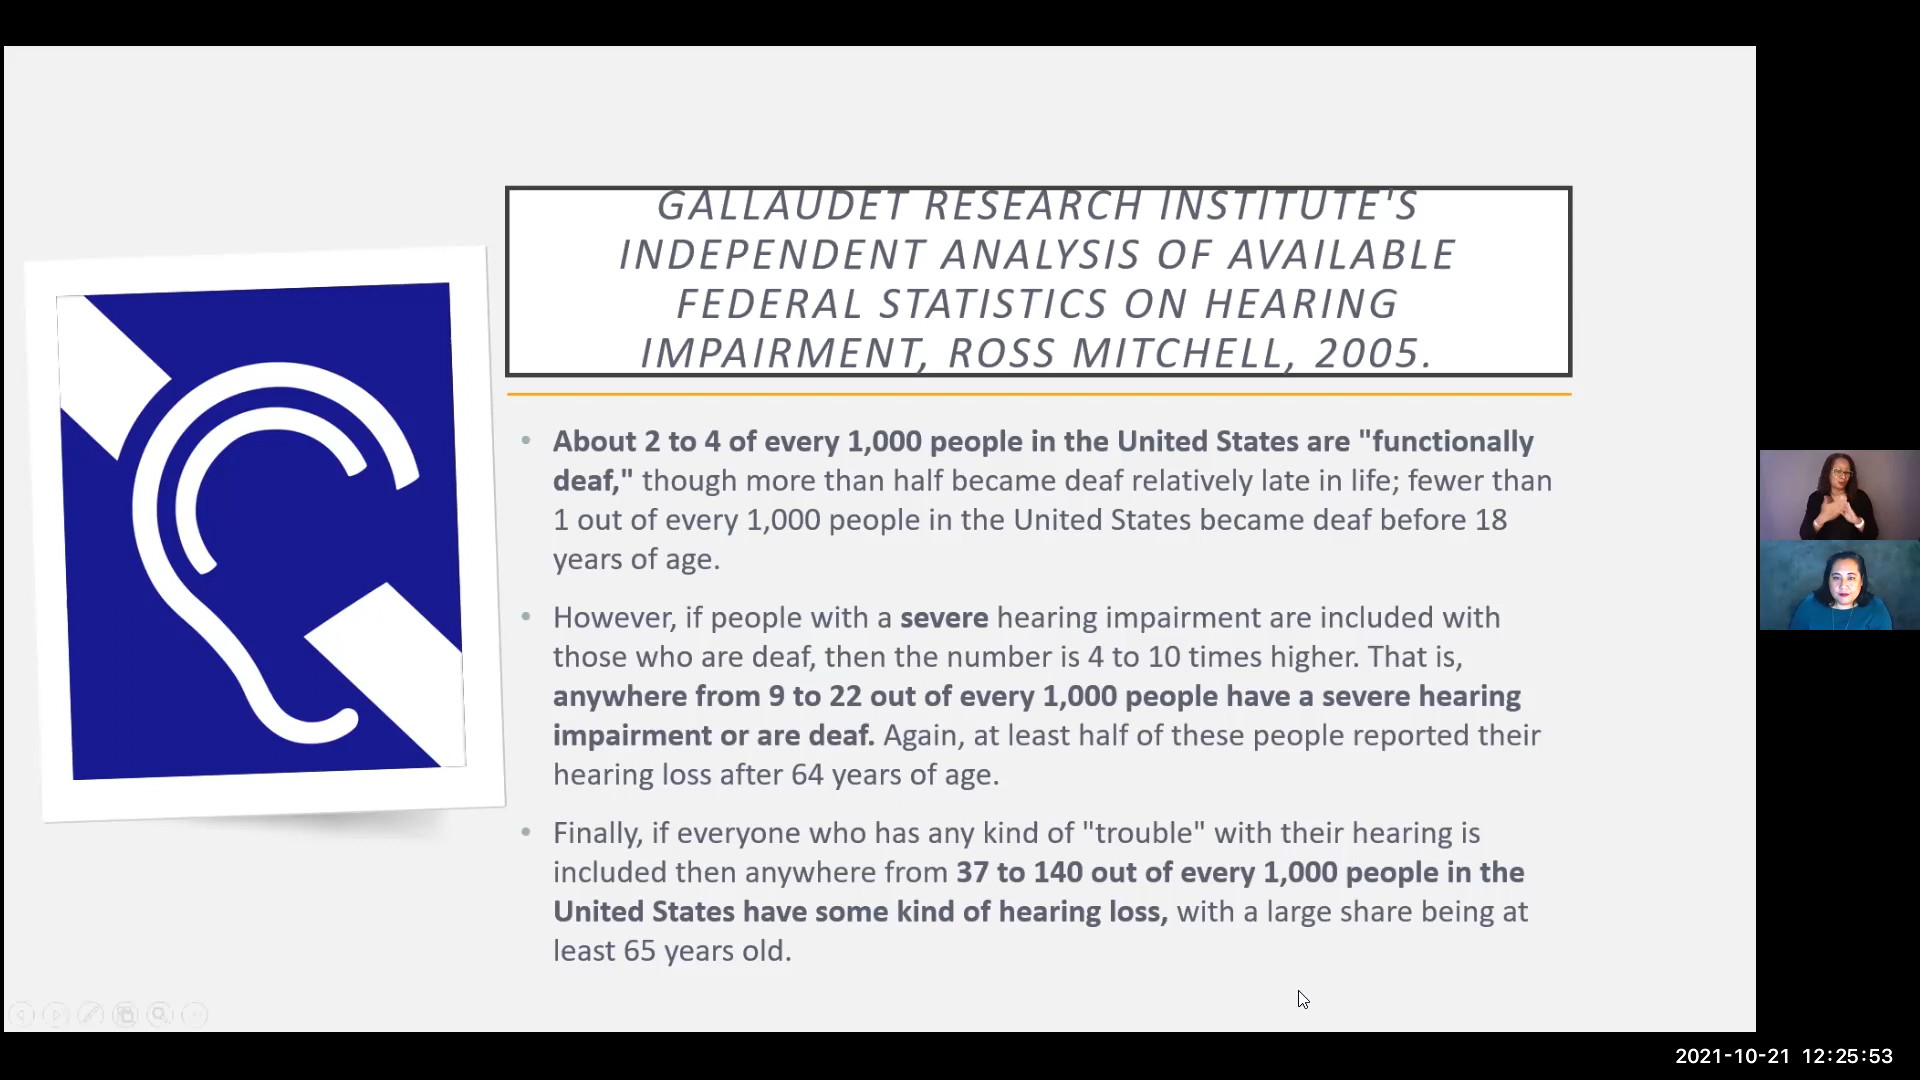 GALLAUDET RESEARCH INSTITUTE'S
INDEPENDENT ANALYSIS OF AVAILABLE
FEDERAL STATISTICS ON HEARING
IMPAIRMENT, ROSS MITCHELL, 2005.
• About 2 to 4 of every 1,000 people in the United States are "functionally
deaf," though more than half became deaf relatively late in life; fewer than
1 out of every 1,000 people in the United States became deaf before 18
years of age.
• However, if people with a severe hearing impairment are included with
those who are deaf, then the number is 4 to 10 times higher. That is,
anywhere from 9 to 22 out of every 1,000 people have a severe hearing
impairment or are deaf. Again, at least half of these people reported their
hearing loss after 64 years of age.
• Finally, if everyone who has any kind of "trouble" with their hearing is
included then anywhere from 37 to 140 out of every 1,000 people in the
United States have some kind of hearing loss, with a large share being at
least 65 years old.
2021-10-21 12:25:53